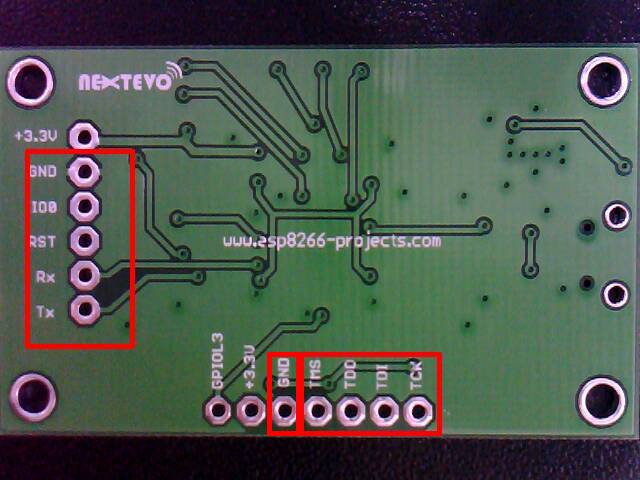 NEXTEVO
+3.3V
GND
IO0
RST
Rx
Tx
www.esp8266-projects.com
GPIOL3
+3.3V
GND
TMS
TDO
TDI
TCK